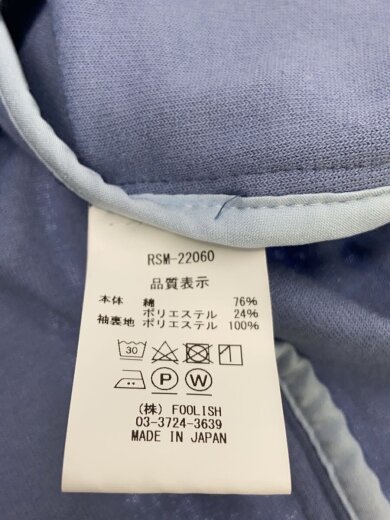 RSM-22060
品質表示
本体 綿 76%
ポリエステル 24%
袖裏地 ポリエステル 100%
30
P W
(株) FOOLISH
03-3724-3639
MADE IN JAPAN